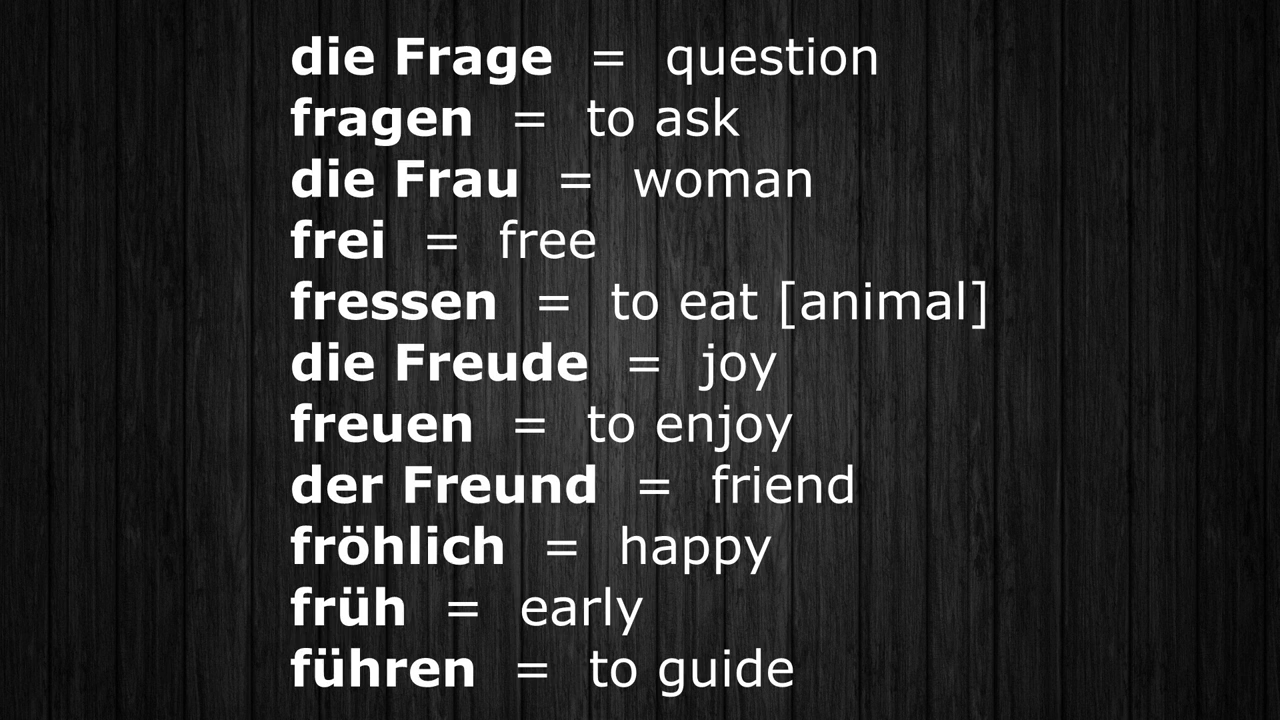 die Frage = question
fragen = to ask
die Frau = woman
frei = free
fressen = to eat [animal]
die Freude = joy
freuen = to enjoy
der Freund = friend
fröhlich = happy
früh = early
führen = to guide